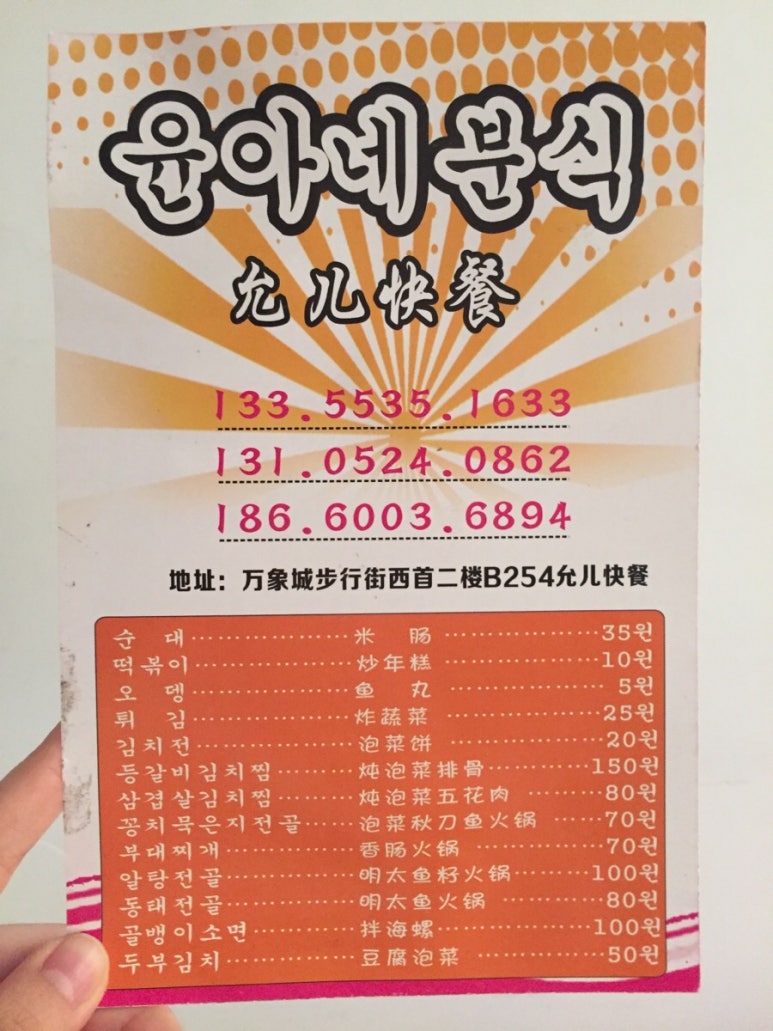 윤아네 분식
允儿快餐
133.5535.1633
131.0524.0862
186.6003.6894
地址：万象城步行街西首二楼B254允儿快餐
순 대………………米 肠………………35원
떡볶이………………炒年糕………………10원
오 뎅………………鱼 丸………………5원
튀 김………………炸蔬菜………………25원
김치전………………泡菜饼………………20원
등갈비김치찜………炖泡菜排骨…………150원
삼겹살김치찜………炖泡菜五花肉………80원
꽁치묵은지전골……泡菜秋刀鱼火锅……70원
부대찌개……………香肠火锅……………70원
알탕전골……………明太鱼籽火锅………100원
동태전골……………明太鱼火锅…………80원
골뱅이소면…………拌海螺………………100원
두부김치……………豆腐泡菜……………50원